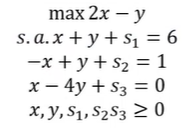 max 2x − y
s. a. x + y + s₁ = 6
−x + y + s₂ = 1
x − 4y + s₃ = 0
x, y, s₁, s₂s₃ ≥ 0